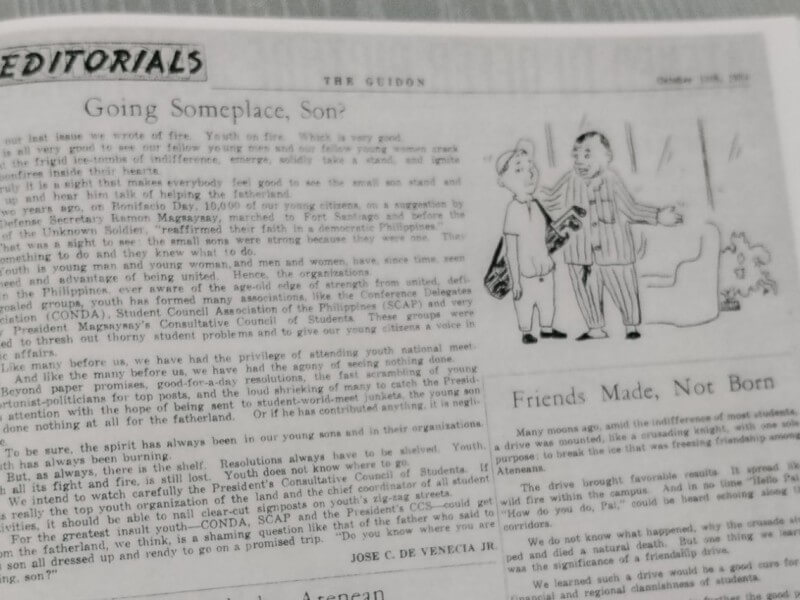 EDITORIALS
THE GUIDON
October
Going Someplace, Son?
our last issue we wrote of fire. Youth on fire. Which is very good.
is all very good to see our fellow young men and our fellow young women crack
the frigid ice-tombs of indifference, emerge, solidly take a stand, and ignite
bonfires inside their hearts.
ruly it is a sight that makes everybody feel good to see the small son stand and
up and hear him talk of helping the fatherland.
wo years ago, on Bonifacio Day, 10,000 of our young citizens, on a suggestion by
Defense Secretary Ramon Magsaysay, marched to Fort Santiago and before the
of the Unknown Soldier, "reaffirmed their faith in a democratic Philippines."
That was a sight to see: the small sons were strong because they were one. They
omething to do and they knew what to do.
outh is young man and young woman, and men and women, have, since time, seen
need and advantage of being united. Hence, the organizations.
n the Philippines, ever aware of the age-old edge of strength from united, defi-
goaled groups, youth has formed many associations, like the Conference Delegates
ciation (CONDA), Student Council Association of the Philippines (SCAP) and very
President Magsaysay's Consultative Council of Students. These groups were
ed to thresh out thorny student problems and to give our young citizens a voice in
ic affairs.
Like many before us, we have had the privilege of attending youth national meet-
And like the many before us, we have had the agony of seeing nothing done.
Beyond paper promises, good-for-a-day resolutions, the fast scrambling of young
ortunist-politicians for top posts, and the loud shrieking of many to catch the Presid-
attention with the hope of being sent to student-world-meet junkets, the young son
done nothing at all for the fatherland. Or if he has contributed anything, it is negli-
e.
To be sure, the spirit has always been in our young sons and in their organizations.
th has always been burning.
But, as always, there is the shelf. Resolutions always have to be shelved. Youth,
h all its fight and fire, is still lost. Youth does not know where to go.
We intend to watch carefully the President's Consultative Council of Students. If
s really the top youth organization of the land and the chief coordinator of all student
ivities, it should be able to nail clear-cut signposts on youth's zig-zag streets.
For the greatest insult youth—CONDA, SCAP and the President's CCS—could get
om the fatherland, we think, is a shaming question like that of the father who said to
s son all dressed up and ready to go on a promised trip. "Do you know where you are
ing, son?"
JOSE C. DE VENECIA JR.
Friends Made, Not Born
Many moons ago, amid the indifference of most students,
a drive was mounted, like a crusading knight, with one sole
purpose: to break the ice that was freezing friendship among
Ateneans.
The drive brought favorable results. It spread like
wild fire within the campus. And in no time "Hello Pal,
"How do you do, Pal," could be heard echoing along th
corridors.
We do not know what happened, why the crusade
ped and died a natural death. But one thing we lear
was the significance of a friendship drive.
We learned such a drive would be a good cure for
financial and regional clannishness of students.
further the good